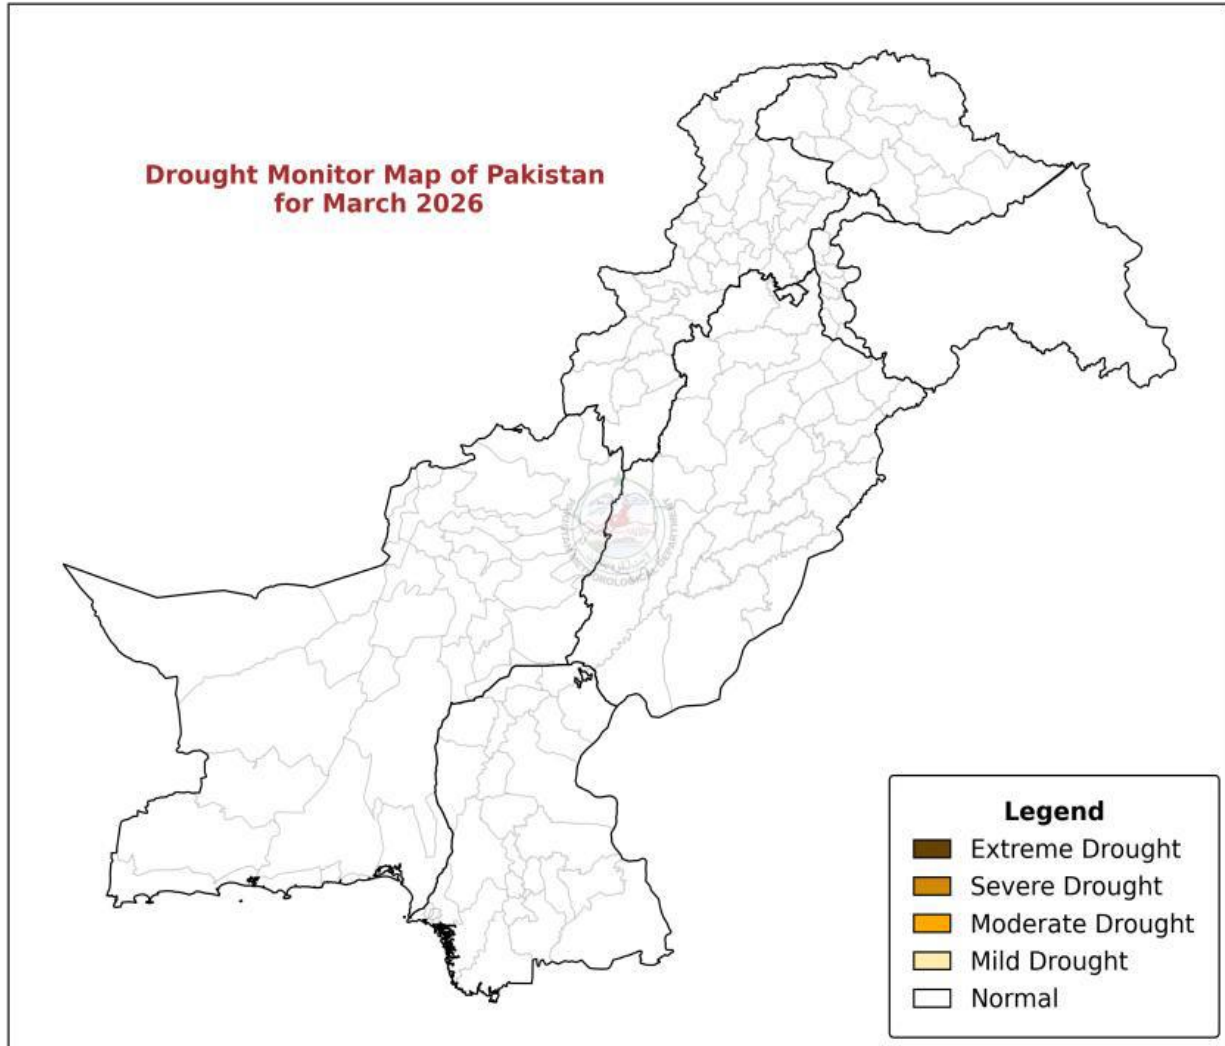 Drought Monitor Map of Pakistan
for March 2026
Legend
Extreme Drought
Severe Drought
Moderate Drought
Mild Drought
Normal